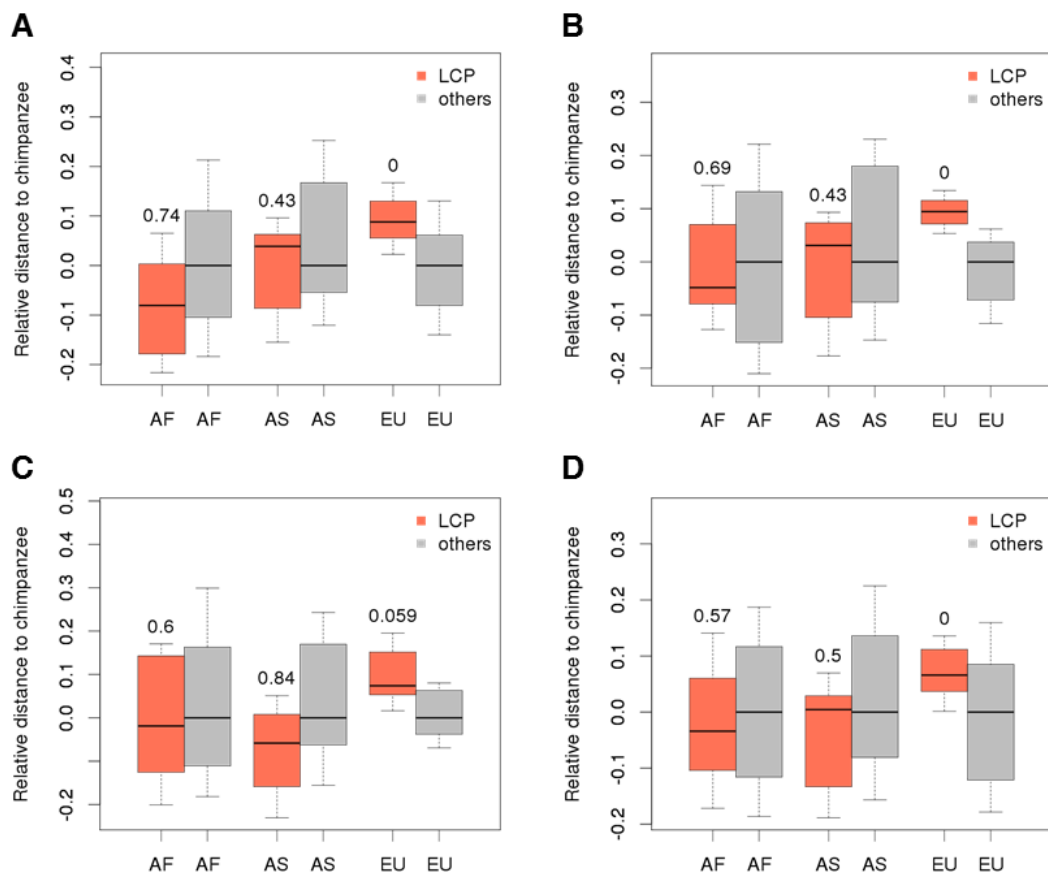 A
Relative distance to chimpanzee
0.4
0.3
0.2
0.1
0.0
-0.1
-0.2
LCP
others
0.74
0.43
0
AF AF AS AS EU EU
B
Relative distance to chimpanzee
0.3
0.2
0.1
0.0
-0.1
-0.2
LCP
others
0.69
0.43
0
AF AF AS AS EU EU
C
Relative distance to chimpanzee
0.5
0.4
0.3
0.2
0.1
0.0
-0.2
LCP
others
0.6
0.84
0.059
AF AF AS AS EU EU
D
Relative distance to chimpanzee
0.3
0.2
0.1
0.0
-0.1
-0.2
LCP
others
0.57
0.5
0
AF AF AS AS EU EU